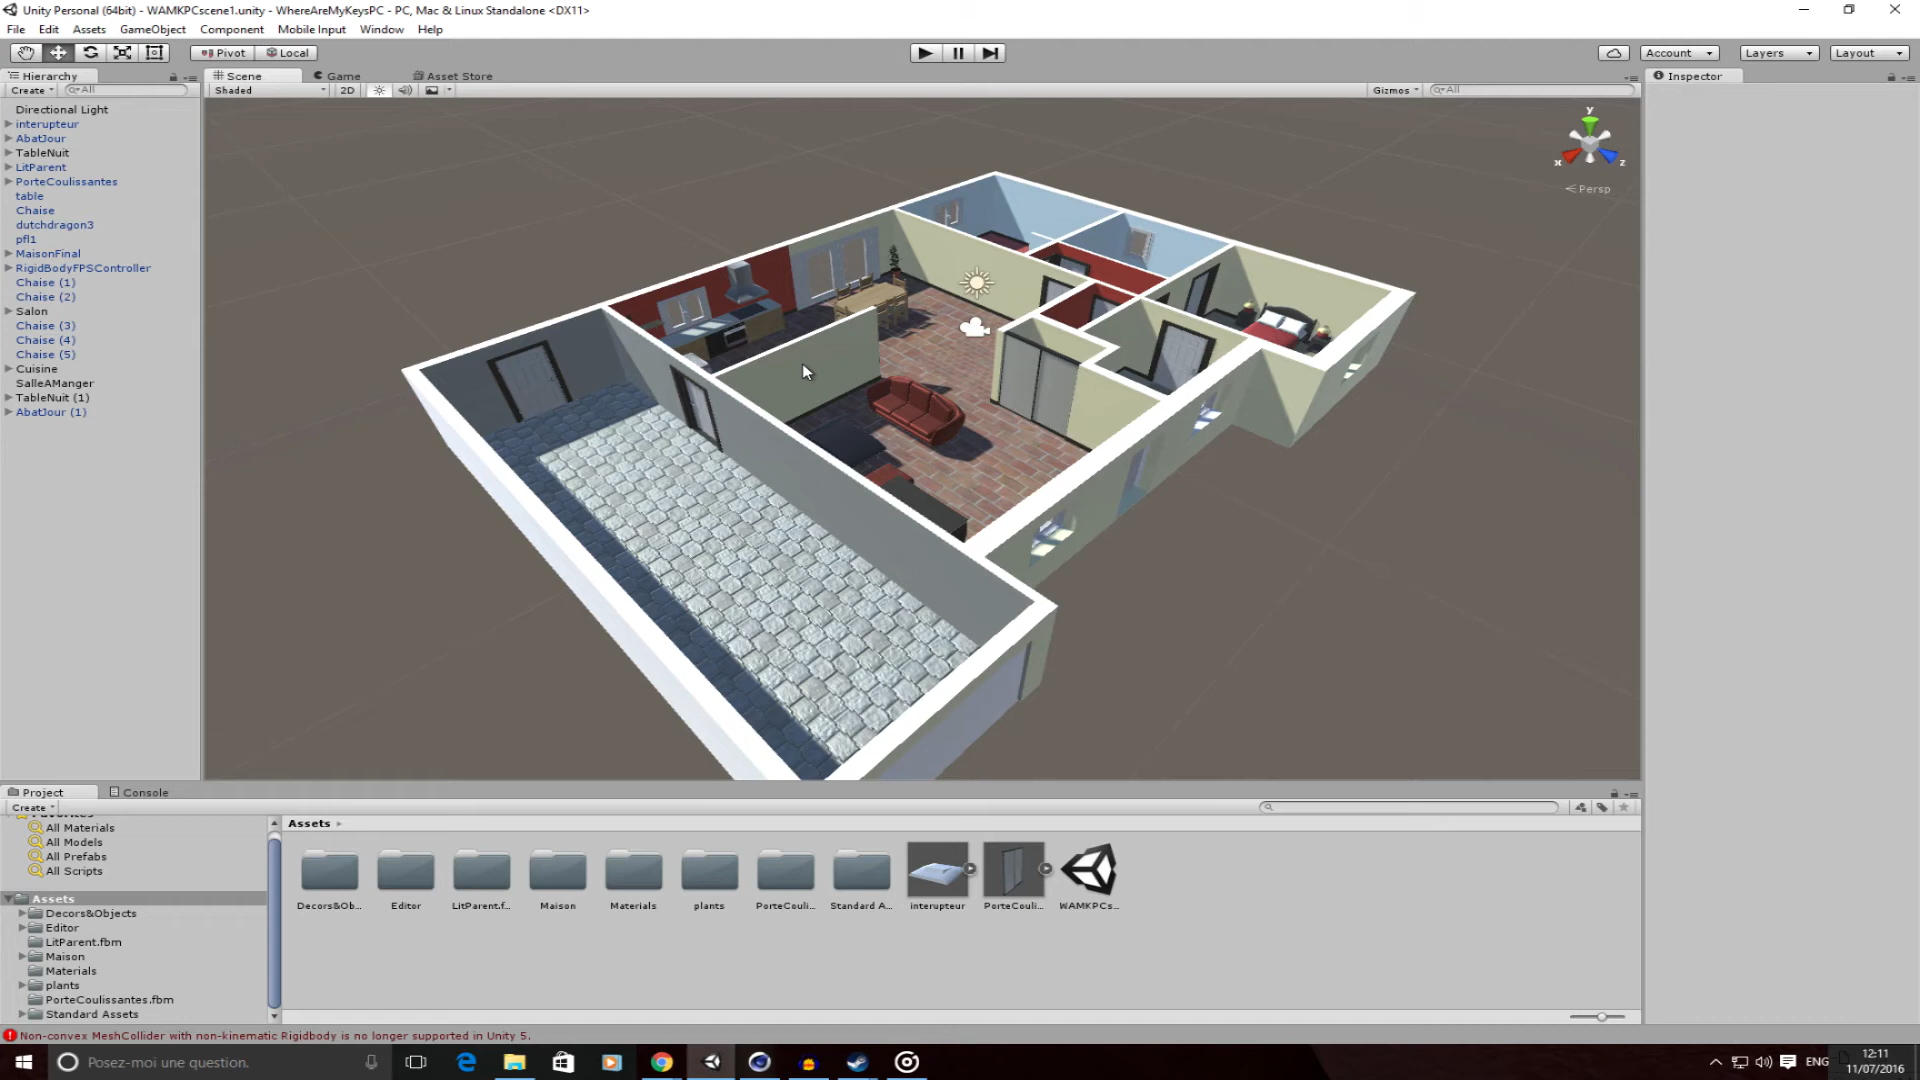 Unity Personal (64bit) - WAMKPCscene1.unity - WhereAreMyKeysPC - PC, Mac & Linux Standalone <DX11>
File Edit Assets GameObject Component Mobile Input Window Help
Pivot Local Account Layers Layout
Hierarchy Scene Game Asset Store Inspector
Create All Shaded 2D Gizmos All
Directional Light
interupteur
AbatJour
TableNuit
LitParent
PorteCoulissantes
table
Chaise
dutchdragon3
pfl1
MaisonFinal
RigidBodyFPSController
Chaise (1)
Chaise (2)
Salon
Chaise (3)
Chaise (4)
Chaise (5)
Cuisine
SalleAManger
TableNuit (1)
AbatJour (1)
y
x z
Persp
Project Console
Create
Favorites
All Materials
All Models
All Prefabs
All Scripts
Assets
Decors&Objects
Editor
LitParent.fbm
Maison
Materials
plants
PorteCoulissantes.fbm
Standard Assets
Assets
Decors&Ob... Editor LitParent.f... Maison Materials plants PorteCouli... Standard A... interupteur PorteCouli... WAMKPCs...
Non-convex MeshCollider with non-kinematic Rigidbody is no longer supported in Unity 5.
Posez-moi une question.
ENG
12:11
11/07/2016